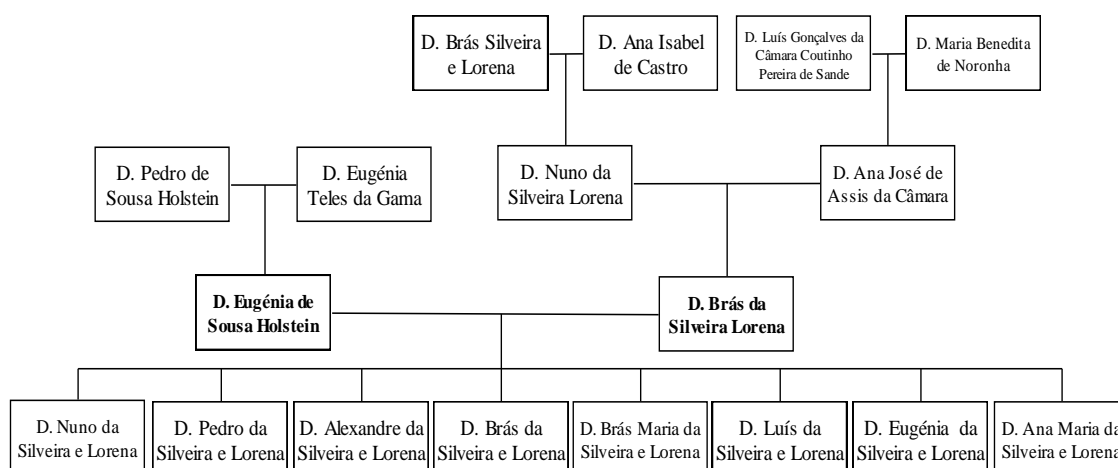 D. Brás Silveira
e Lorena
D. Ana Isabel
de Castro
D. Luís Gonçalves da
Câmara Coutinho
Pereira de Sande
D. Maria Benedita
de Noronha
D. Pedro de
Sousa Holstein
D. Eugénia
Teles da Gama
D. Nuno da
Silveira Lorena
D. Ana José de
Assis da Câmara
D. Eugénia de
Sousa Holstein
D. Brás da
Silveira Lorena
D. Nuno da
Silveira e Lorena
D. Pedro da
Silveira e Lorena
D. Alexandre da
Silveira e Lorena
D. Brás da
Silveira e Lorena
D. Brás Maria da
Silveira e Lorena
D. Luís da
Silveira e Lorena
D. Eugénia da
Silveira e Lorena
D. Ana Maria da
Silveira e Lorena